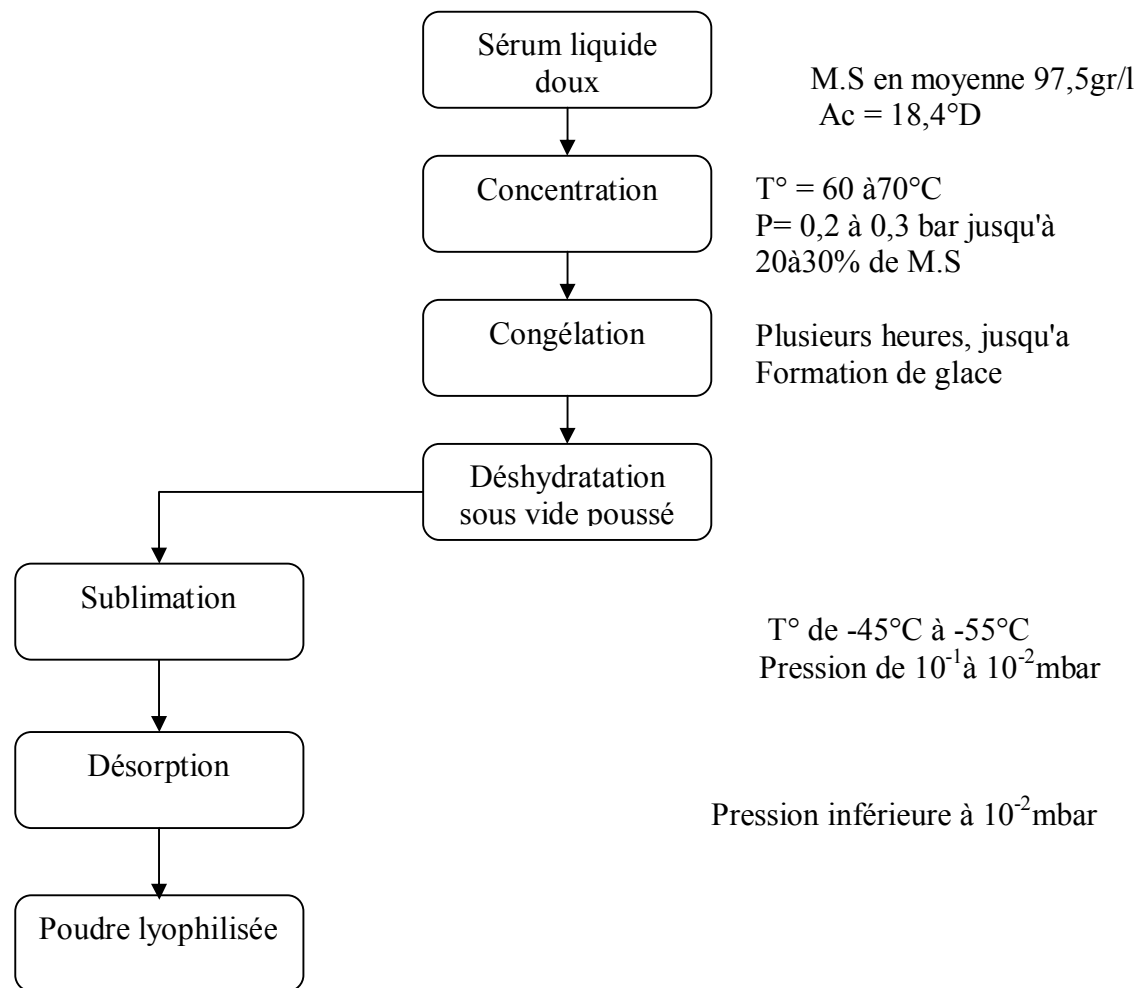 Sérum liquide
doux
M.S en moyenne 97,5gr/l
Ac = 18,4°D
Concentration
T° = 60 à70°C
P= 0,2 à 0,3 bar jusqu'à
20à30% de M.S
Congélation
Plusieurs heures, jusqu'a
Formation de glace
Déshydratation
sous vide poussé
Sublimation
T° de -45°C à -55°C
Pression de 10⁻¹à 10⁻²mbar
Désorption
Pression inférieure à 10⁻²mbar
Poudre lyophilisée